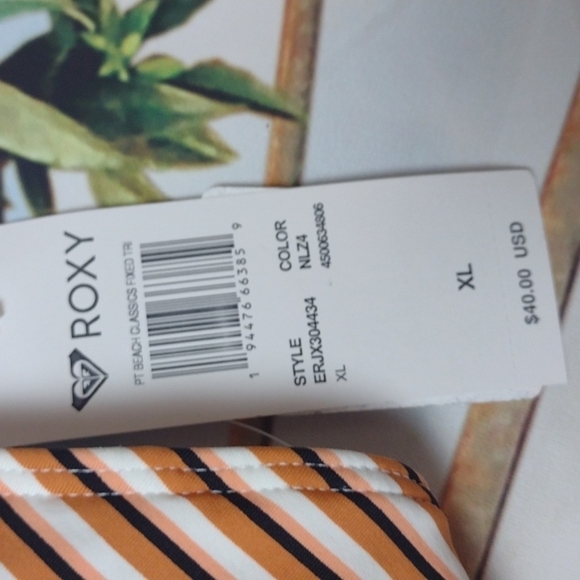 ROXY
PT BEACH CLASSICS FIXED TRI
1 94476 66385 9
STYLE
ERJX304434
XL
COLOR
NLZ4
4500634806
XL
$40.00 USD